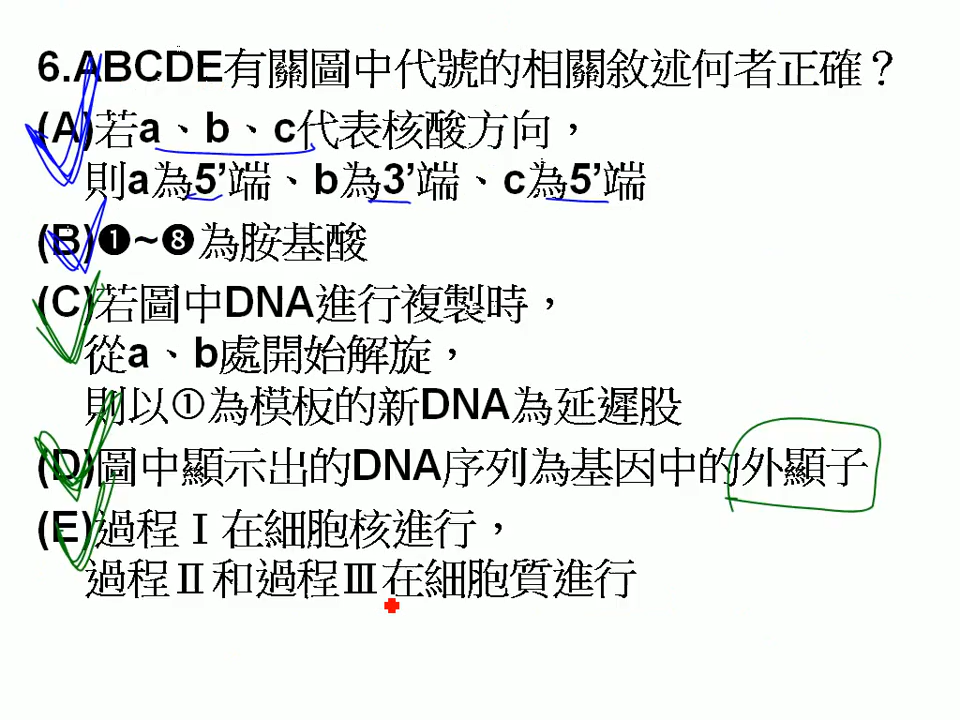 6.ABCDE有關圖中代號的相關敘述何者正確？
(A)若a、b、c代表核酸方向，
則a為5’端、b為3’端、c為5’端
(B)❶~❽為胺基酸
(C)若圖中DNA進行複製時，
從a、b處開始解旋，
則以①為模板的新DNA為延遲股
(D)圖中顯示出的DNA序列為基因中的外顯子
(E)過程Ⅰ在細胞核進行，
過程Ⅱ和過程Ⅲ在細胞質進行